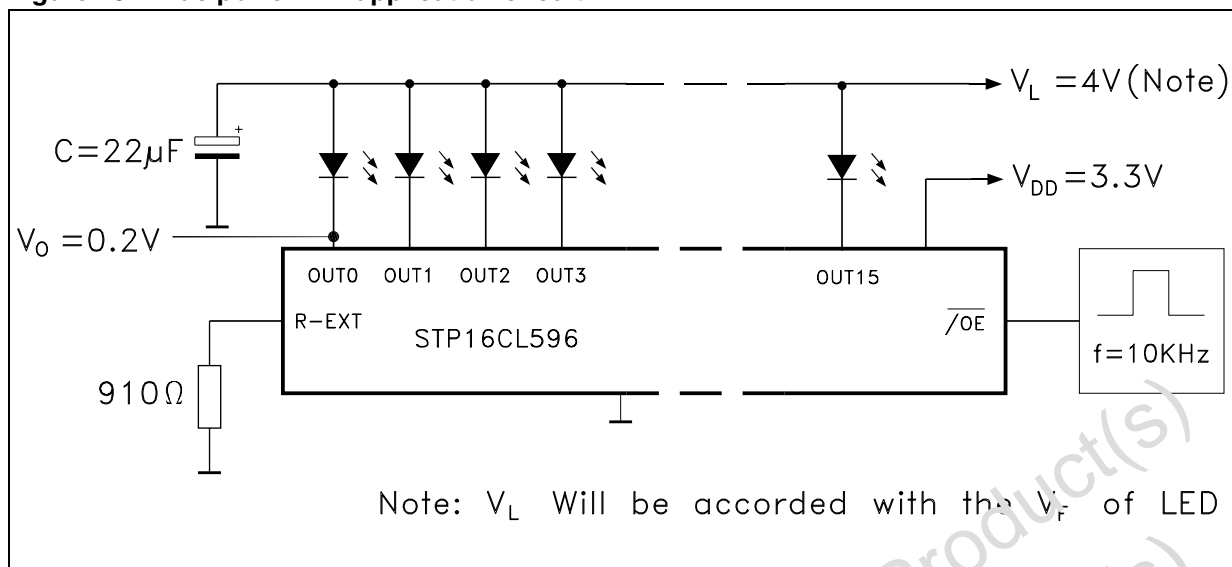 V_L =4V(Note)
C=22µF
+
V_DD=3.3V
V_O =0.2V
OUT0 OUT1 OUT2 OUT3 OUT15
R-EXT
/OE
STP16CL596
f=10KHz
910Ω
Note: V_L Will be accorded with the V_F of LED
Product(s)